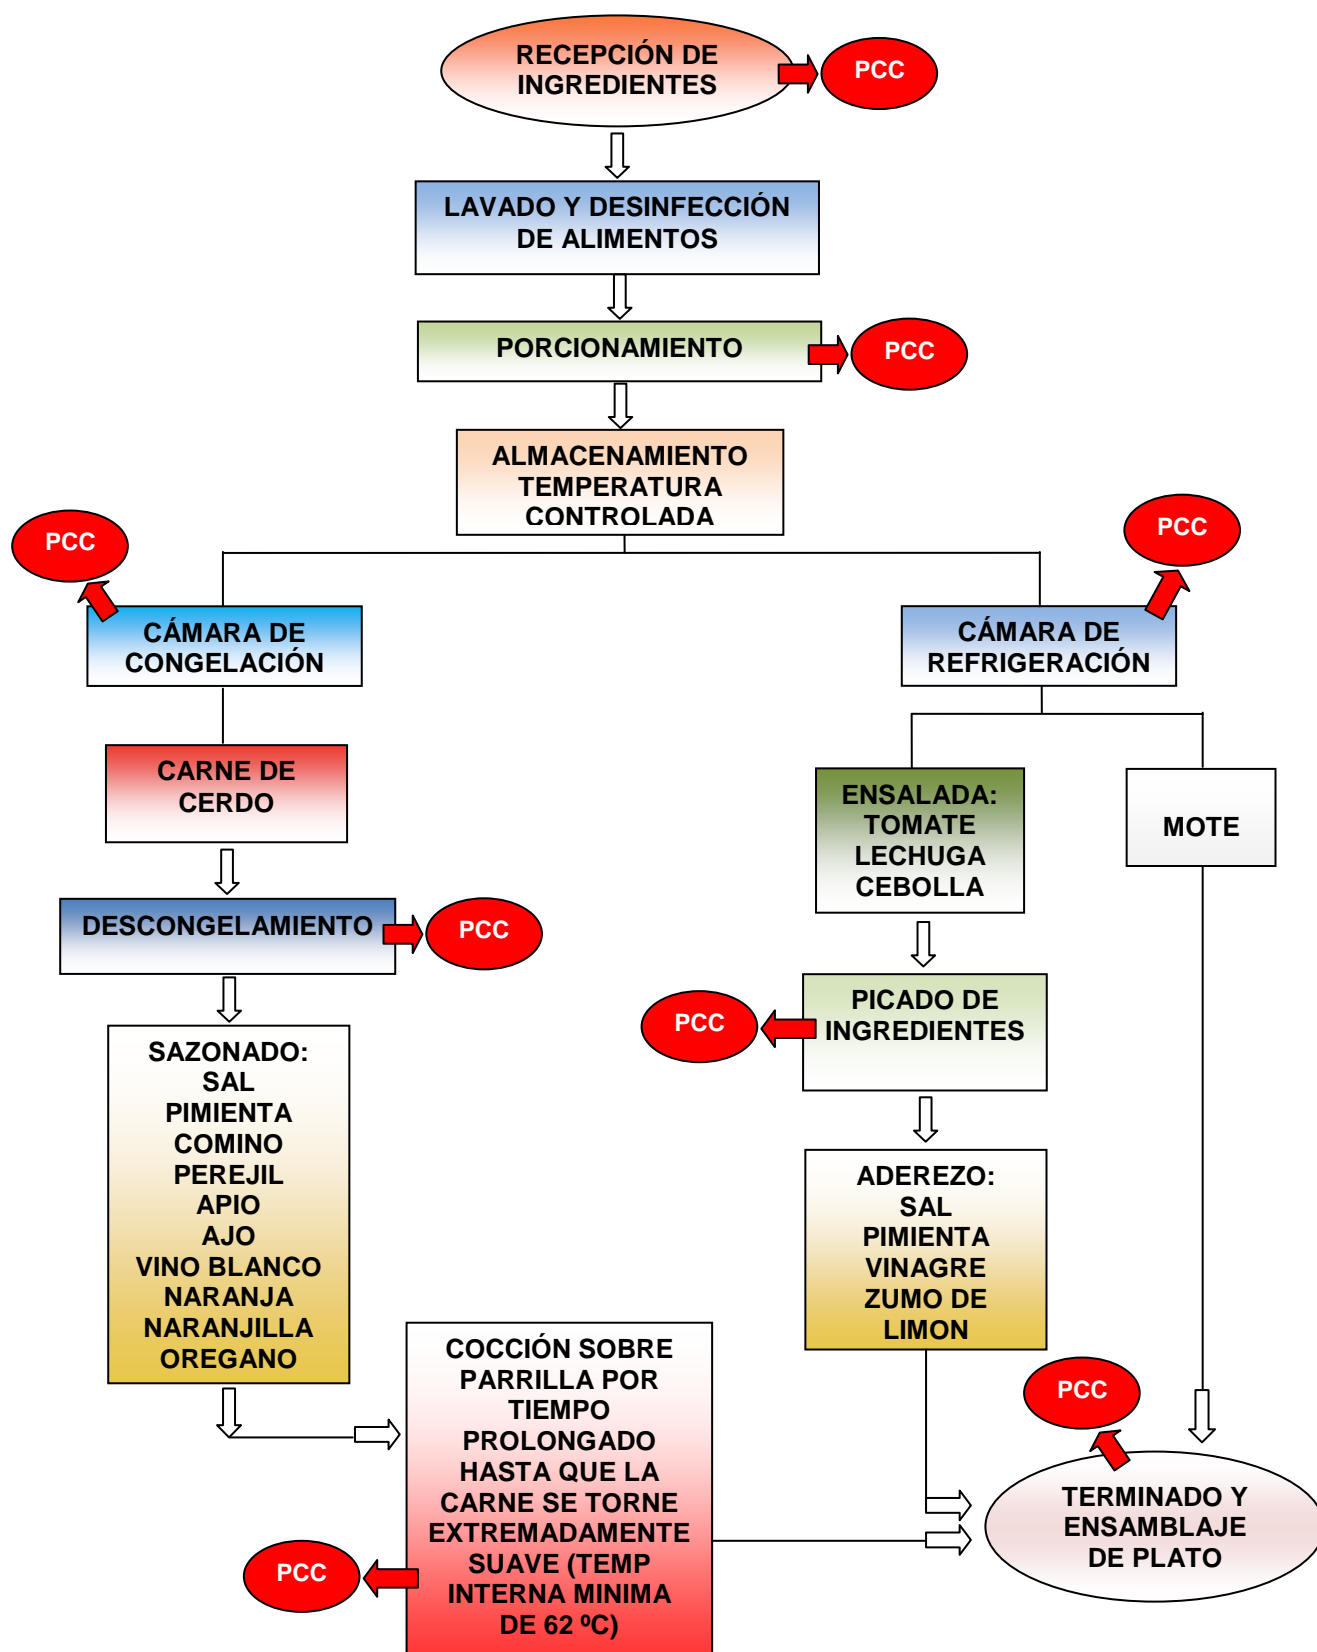 RECEPCIÓN DE
INGREDIENTES
PCC
LAVADO Y DESINFECCIÓN
DE ALIMENTOS
PORCIONAMIENTO
PCC
ALMACENAMIENTO
TEMPERATURA
CONTROLADA
PCC
PCC
CÁMARA DE
CONGELACIÓN
CÁMARA DE
REFRIGERACIÓN
CARNE DE
CERDO
ENSALADA:
TOMATE
LECHUGA
CEBOLLA
MOTE
DESCONGELAMIENTO
PCC
PICADO DE
INGREDIENTES
PCC
SAZONADO:
SAL
PIMIENTA
COMINO
PEREJIL
APIO
AJO
VINO BLANCO
NARANJA
NARANJILLA
OREGANO
ADEREZO:
SAL
PIMIENTA
VINAGRE
ZUMO DE
LIMON
COCCIÓN SOBRE
PARRILLA POR
TIEMPO
PROLONGADO
HASTA QUE LA
CARNE SE TORNE
EXTREMADAMENTE
SUAVE (TEMP
INTERNA MINIMA
DE 62 ºC)
PCC
PCC
TERMINADO Y
ENSAMBLAJE
DE PLATO